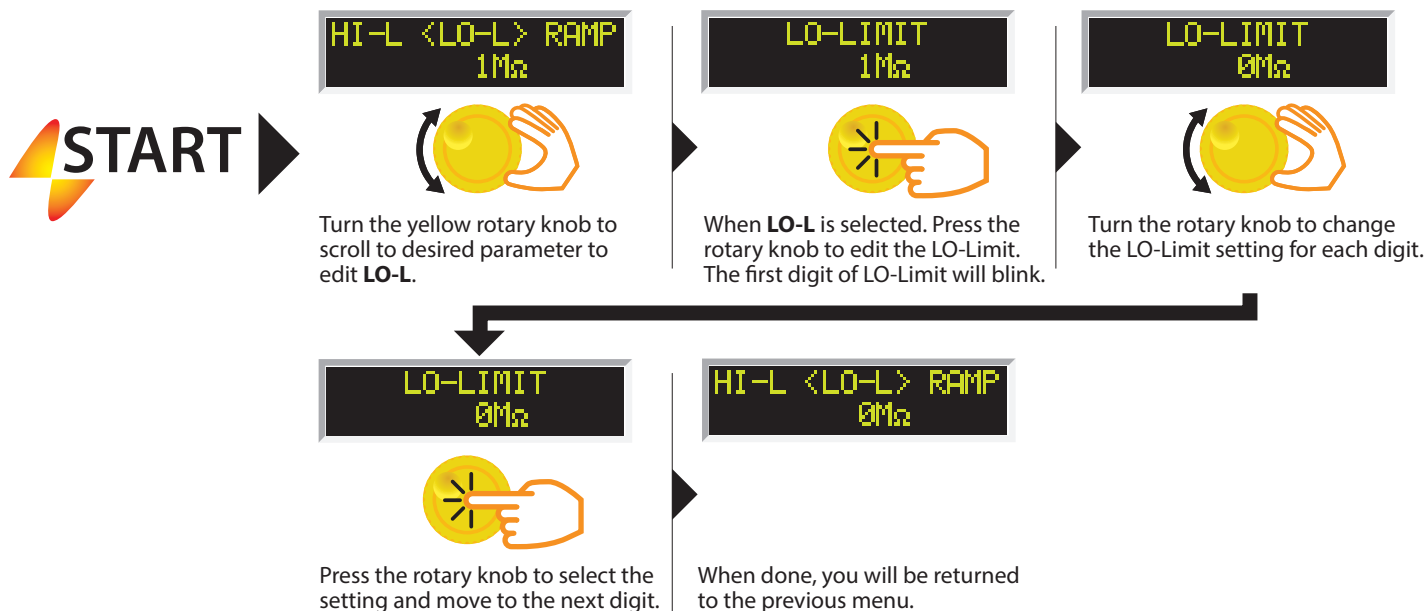 START
HI-L <LO-L> RAMP
1MΩ
Turn the yellow rotary knob to
scroll to desired parameter to
edit LO-L.
LO-LIMIT
1MΩ
When LO-L is selected. Press the
rotary knob to edit the LO-Limit.
The first digit of LO-Limit will blink.
LO-LIMIT
0MΩ
Turn the rotary knob to change
the LO-Limit setting for each digit.
LO-LIMIT
0MΩ
Press the rotary knob to select the
setting and move to the next digit.
HI-L <LO-L> RAMP
0MΩ
When done, you will be returned
to the previous menu.